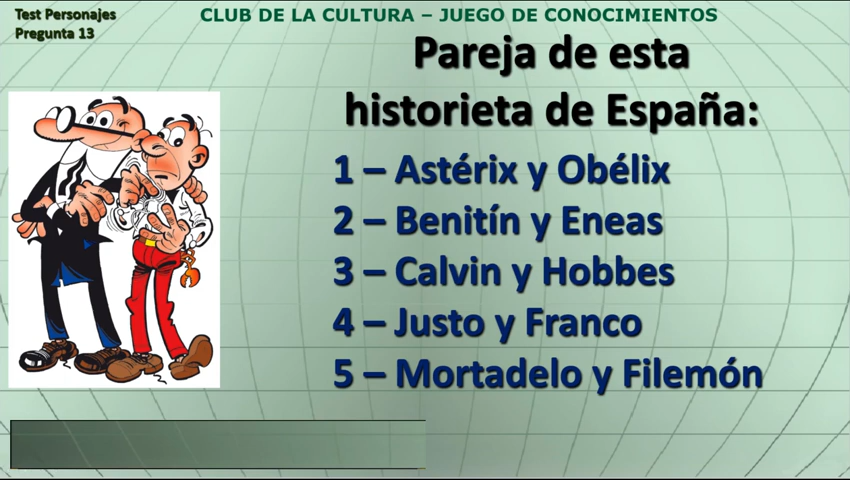 Test Personajes
Pregunta 13
CLUB DE LA CULTURA – JUEGO DE CONOCIMIENTOS
Pareja de esta
historieta de España:
1 – Astérix y Obélix
2 – Benitín y Eneas
3 – Calvin y Hobbes
4 – Justo y Franco
5 – Mortadelo y Filemón